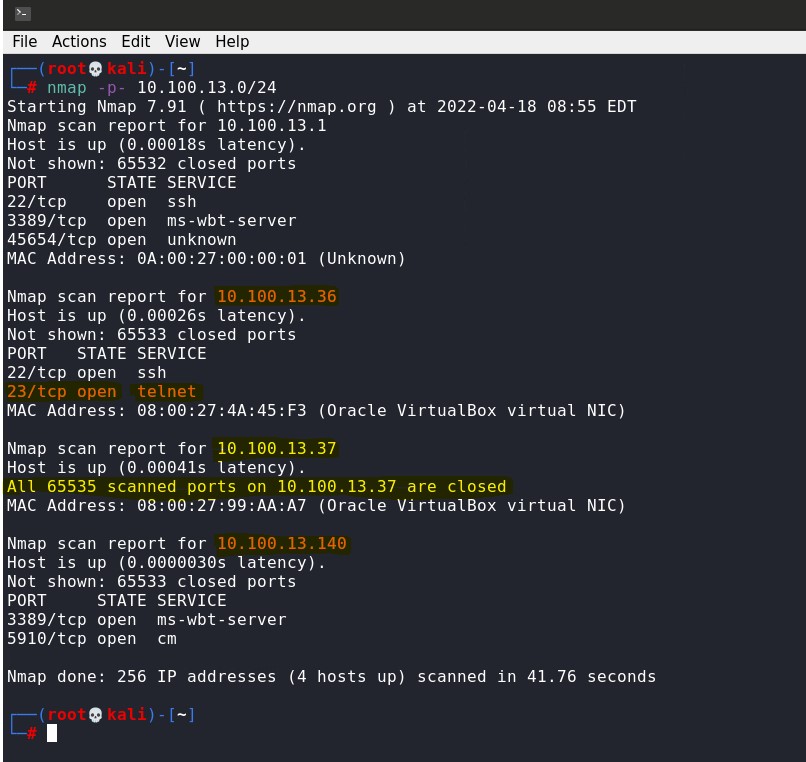 File Actions Edit View Help
┌──(root💀kali)-[~]
└─# nmap -p- 10.100.13.0/24
Starting Nmap 7.91 ( https://nmap.org ) at 2022-04-18 08:55 EDT
Nmap scan report for 10.100.13.1
Host is up (0.00018s latency).
Not shown: 65532 closed ports
PORT      STATE SERVICE
22/tcp    open  ssh
3389/tcp  open  ms-wbt-server
45654/tcp open  unknown
MAC Address: 0A:00:27:00:00:01 (Unknown)
Nmap scan report for 10.100.13.36
Host is up (0.00026s latency).
Not shown: 65533 closed ports
PORT   STATE SERVICE
22/tcp open  ssh
23/tcp open  telnet
MAC Address: 08:00:27:4A:45:F3 (Oracle VirtualBox virtual NIC)
Nmap scan report for 10.100.13.37
Host is up (0.00041s latency).
All 65535 scanned ports on 10.100.13.37 are closed
MAC Address: 08:00:27:99:AA:A7 (Oracle VirtualBox virtual NIC)
Nmap scan report for 10.100.13.140
Host is up (0.0000030s latency).
Not shown: 65533 closed ports
PORT     STATE SERVICE
3389/tcp open  ms-wbt-server
5910/tcp open  cm
Nmap done: 256 IP addresses (4 hosts up) scanned in 41.76 seconds
┌──(root💀kali)-[~]
└─#